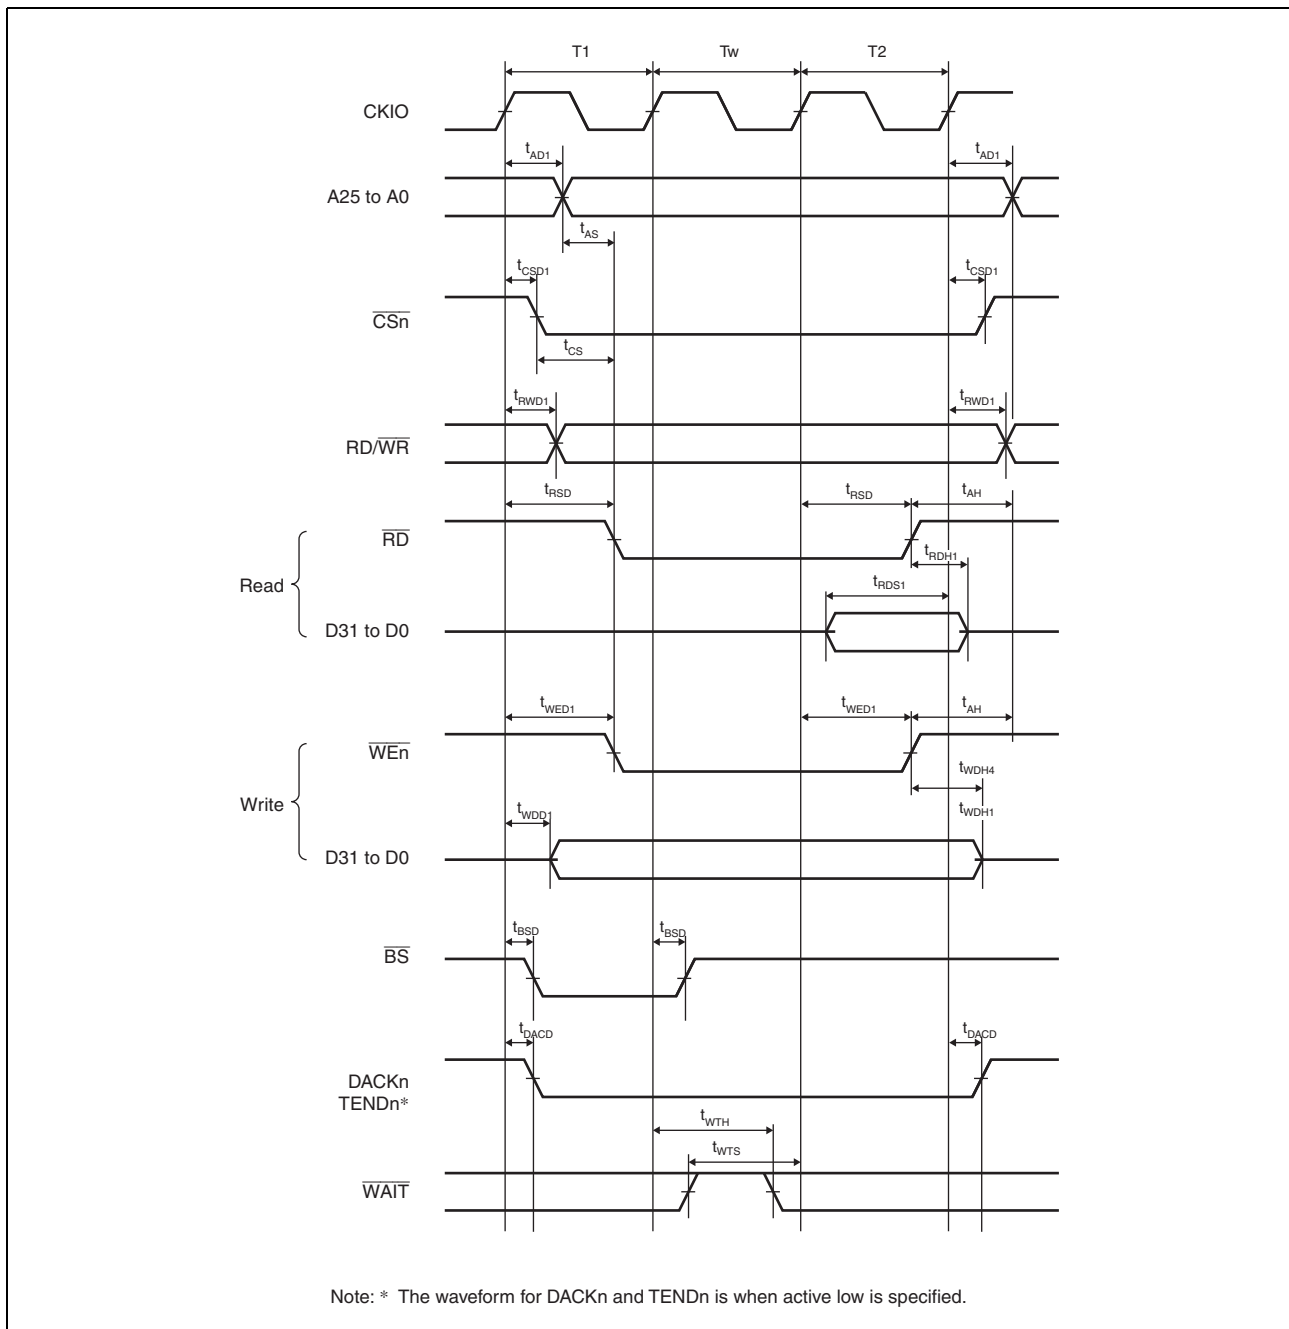 T1 Tw T2
CKIO
tAD1 tAD1
A25 to A0
tAS
tCSD1 tCSD1
CSn
tCS
tRWD1 tRWD1
RD/WR
tRSD tRSD tAH
RD
tRDH1
Read
tRDS1
D31 to D0
tWED1 tWED1 tAH
WEn
tWDH4
Write
tWDD1 tWDH1
D31 to D0
tBSD tBSD
BS
tDACD tDACD
DACKn
TENDn*
tWTH
tWTS
WAIT
Note: * The waveform for DACKn and TENDn is when active low is specified.